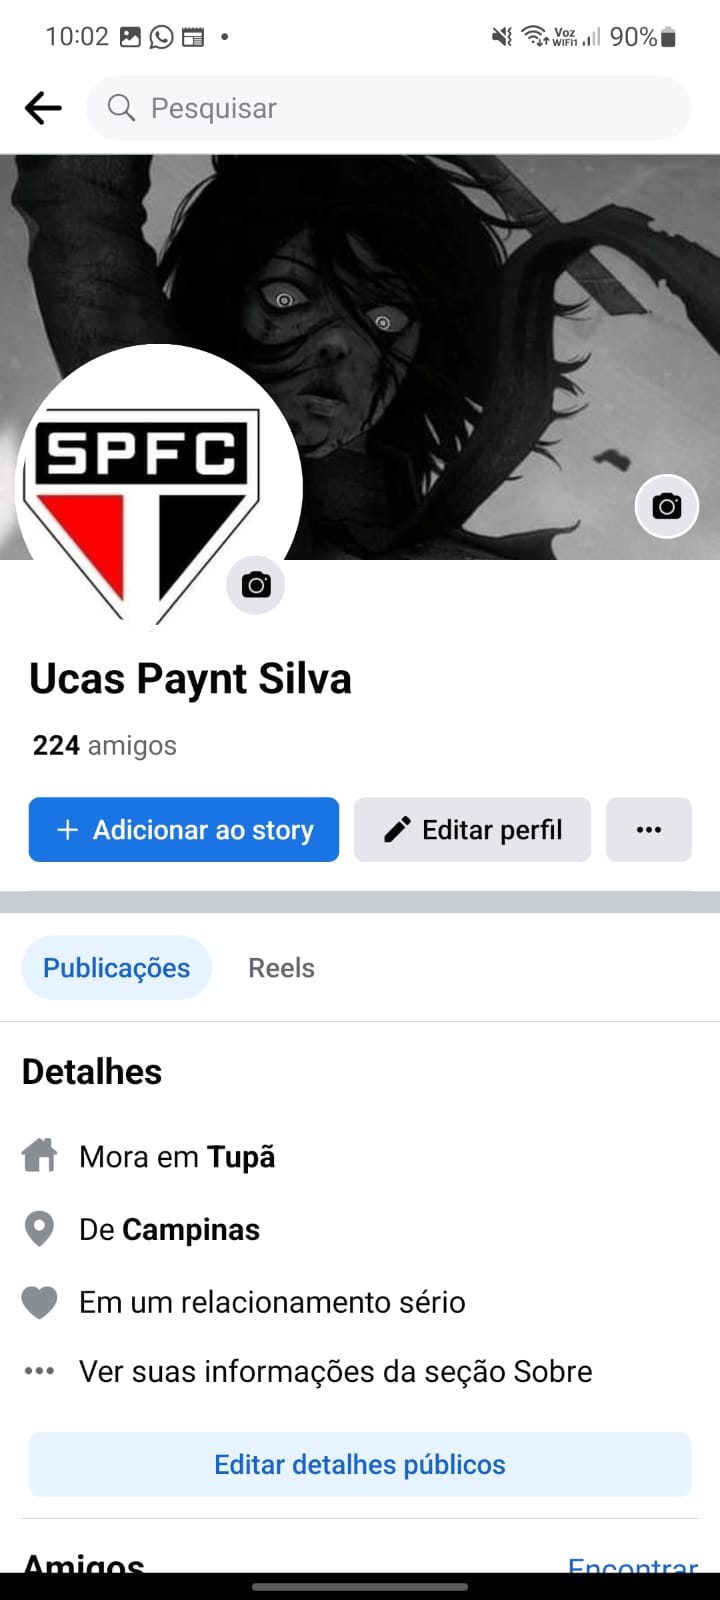 10:02
Voz
WIFI1
90%
Pesquisar
SPFC
Ucas Paynt Silva
224 amigos
+ Adicionar ao story
Editar perfil
Publicações
Reels
Detalhes
Mora em Tupã
De Campinas
Em um relacionamento sério
Ver suas informações da seção Sobre
Editar detalhes públicos
Amigos
Encontrar